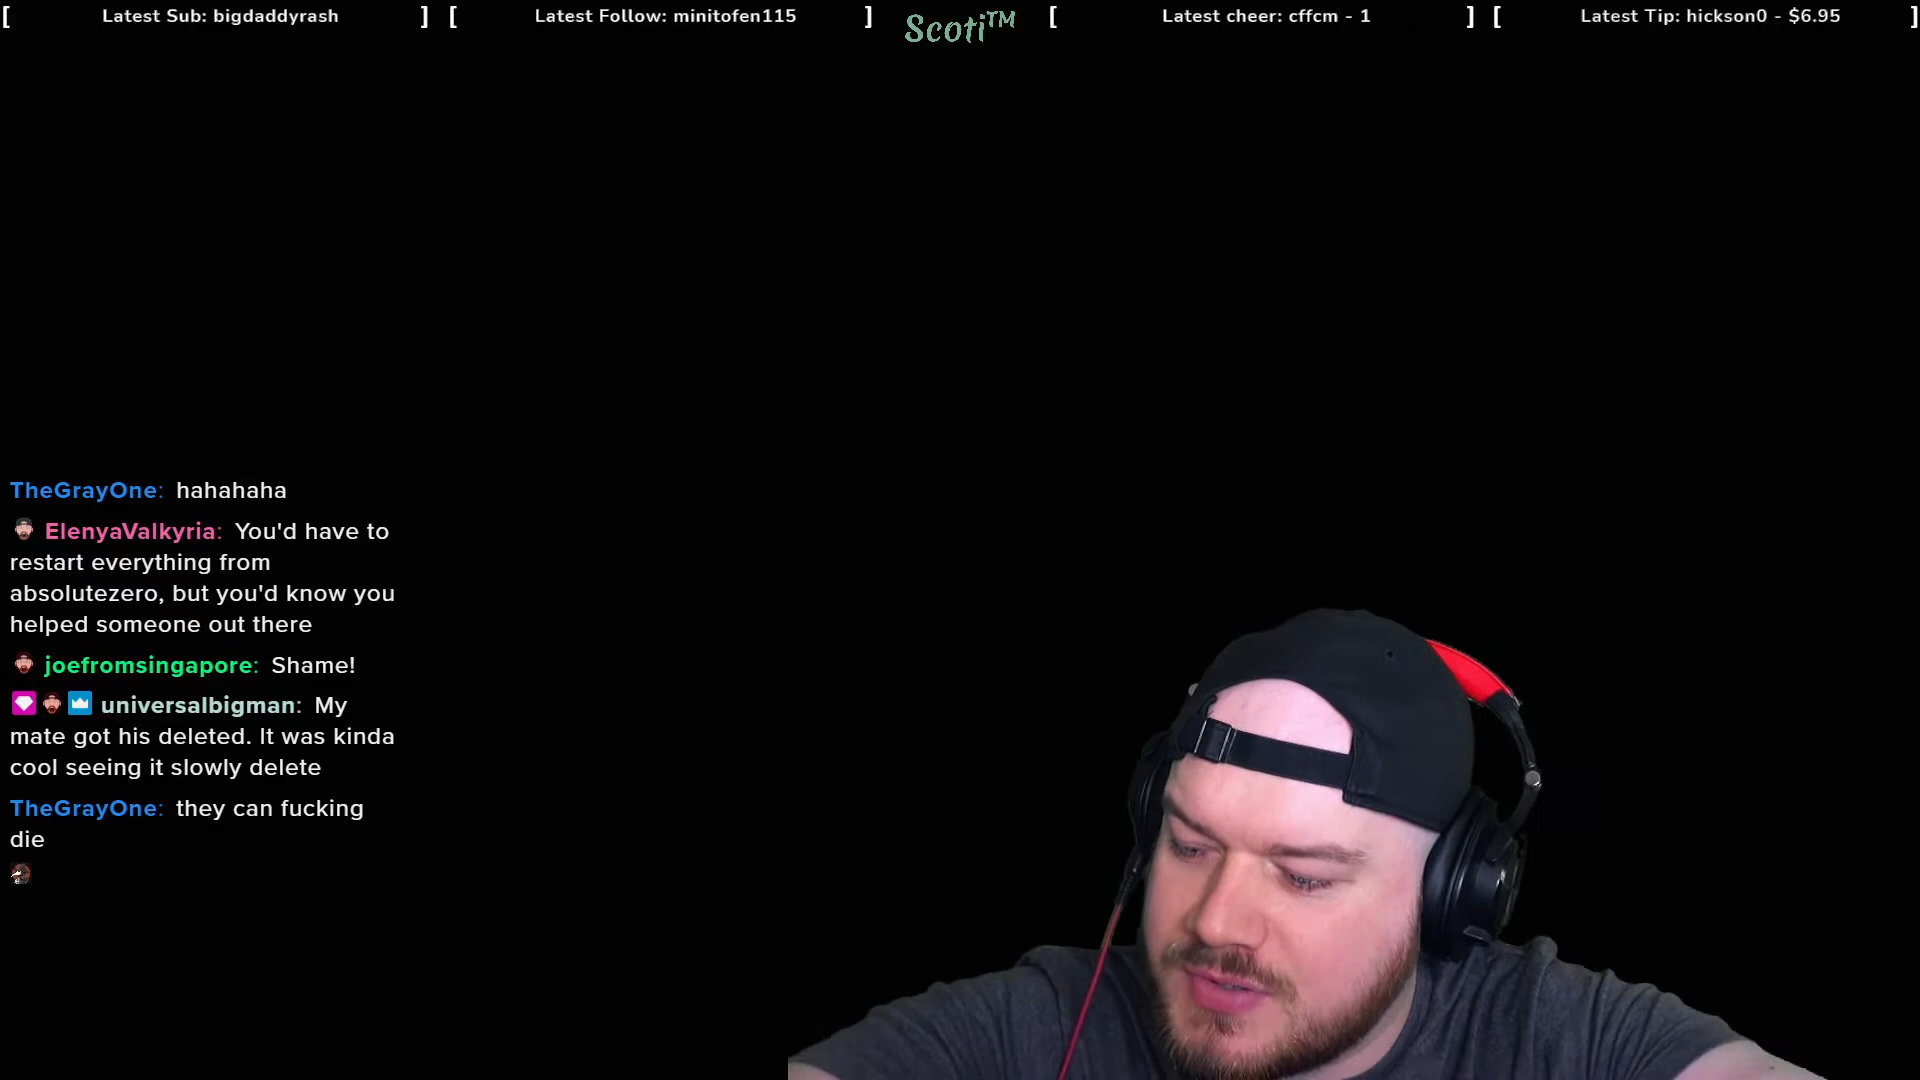 [ Latest Sub: bigdaddyrash ] [ Latest Follow: minitofen115 ] Scoti™ [ Latest cheer: cffcm - 1 ] [ Latest Tip: hickson0 - $6.95 ]
TheGrayOne: hahahaha
ElenyaValkyria: You'd have to
restart everything from
absolutezero, but you'd know you
helped someone out there
joefromsingapore: Shame!
universalbigman: My
mate got his deleted. It was kinda
cool seeing it slowly delete
TheGrayOne: they can fucking
die